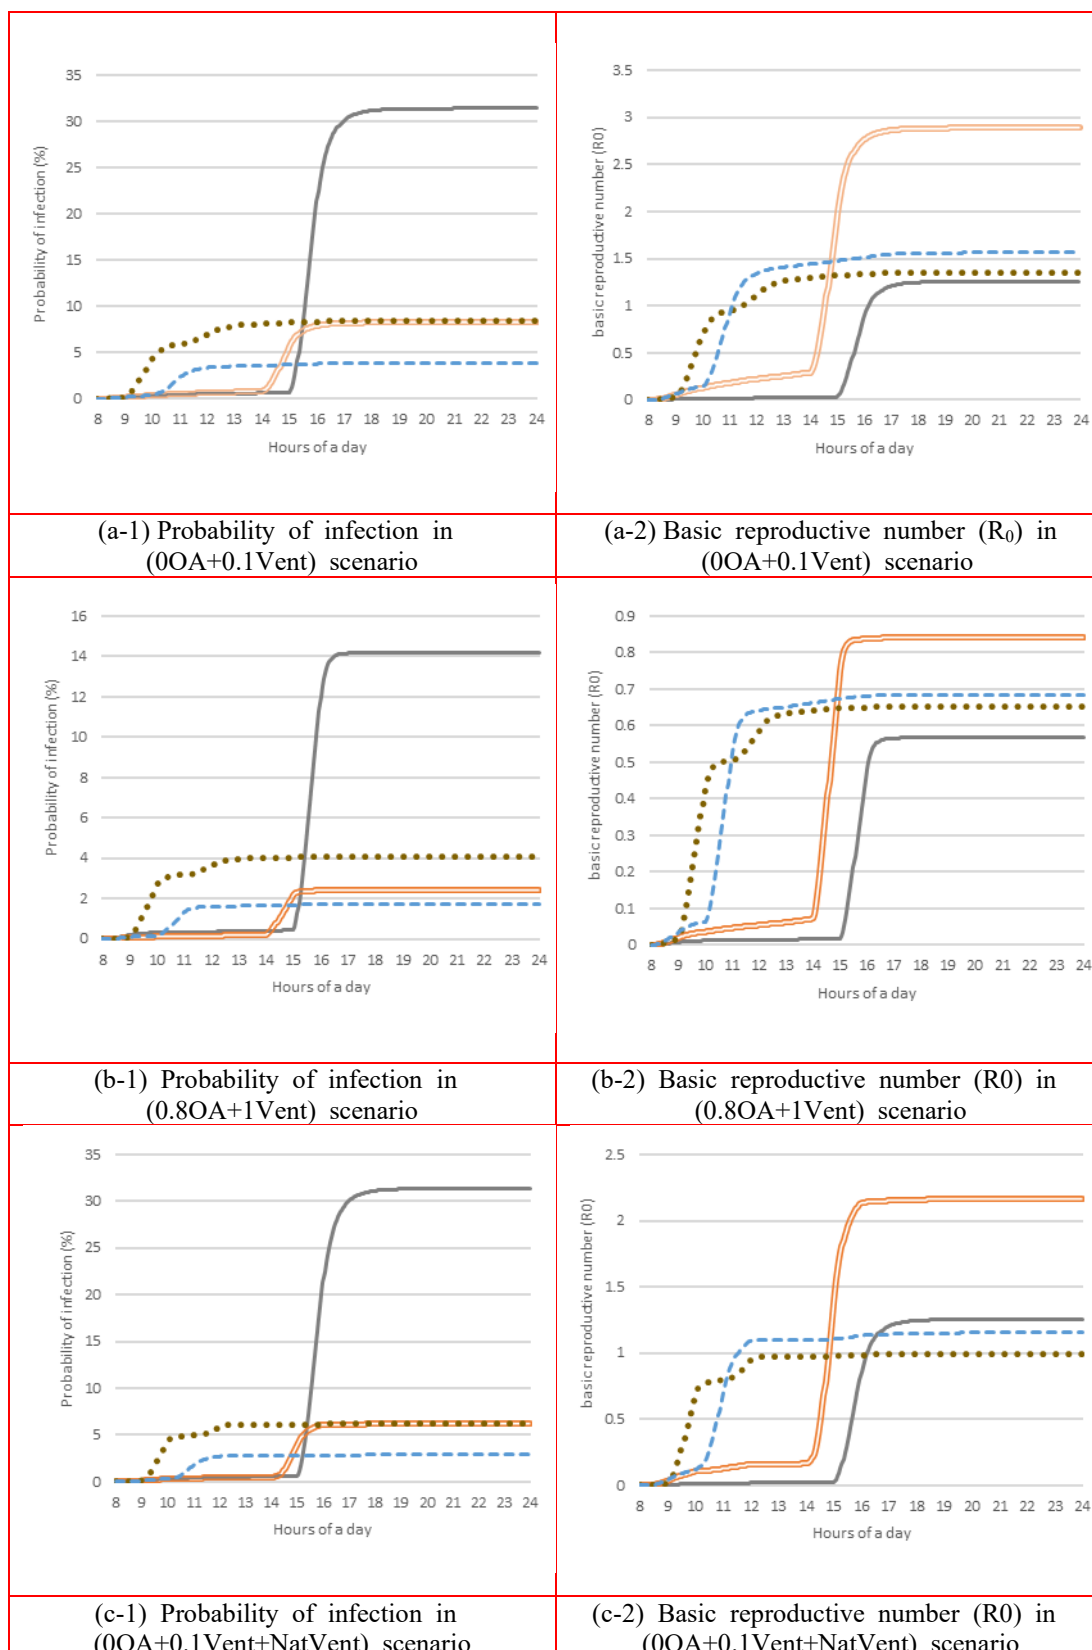 35
30
25
20
15
10
5
0
Probability of infection (%)
8 9 10 11 12 13 14 15 16 17 18 19 20 21 22 23 24
Hours of a day
3.5
3
2.5
2
1.5
1
0.5
0
basic reproductive number (R0)
8 9 10 11 12 13 14 15 16 17 18 19 20 21 22 23 24
Hours of a day
(a-1) Probability of infection in
(0OA+0.1Vent) scenario
(a-2) Basic reproductive number (R₀) in
(0OA+0.1Vent) scenario
16
14
12
10
8
6
4
2
0
Probability of infection (%)
8 9 10 11 12 13 14 15 16 17 18 19 20 21 22 23 24
Hours of a day
0.9
0.8
0.7
0.6
0.5
0.4
0.3
0.2
0.1
0
basic reproductive number (R0)
8 9 10 11 12 13 14 15 16 17 18 19 20 21 22 23 24
Hours of a day
(b-1) Probability of infection in
(0.8OA+1Vent) scenario
(b-2) Basic reproductive number (R0) in
(0.8OA+1Vent) scenario
35
30
25
20
15
10
5
0
Probability of infection (%)
8 9 10 11 12 13 14 15 16 17 18 19 20 21 22 23 24
Hours of a day
2.5
2
1.5
1
0.5
0
basic reproductive number (R0)
8 9 10 11 12 13 14 15 16 17 18 19 20 21 22 23 24
Hours of a day
(c-1) Probability of infection in
(0OA+0.1Vent+NatVent) scenario
(c-2) Basic reproductive number (R0) in
(0OA+0.1Vent+NatVent) scenario